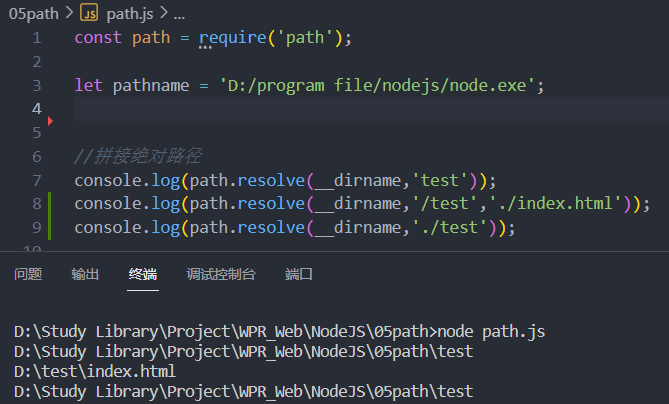 05path > JS path.js > ...
1 const path = require('path');
2
3 let pathname = 'D:/program file/nodejs/node.exe';
4
5
6 //拼接绝对路径
7 console.log(path.resolve(__dirname,'test'));
8 console.log(path.resolve(__dirname,'/test','./index.html'));
9 console.log(path.resolve(__dirname,'./test'));
10
问题 输出 终端 调试控制台 端口
D:\Study Library\Project\WPR_Web\NodeJS\05path>node path.js
D:\Study Library\Project\WPR_Web\NodeJS\05path\test
D:\test\index.html
D:\Study Library\Project\WPR_Web\NodeJS\05path\test